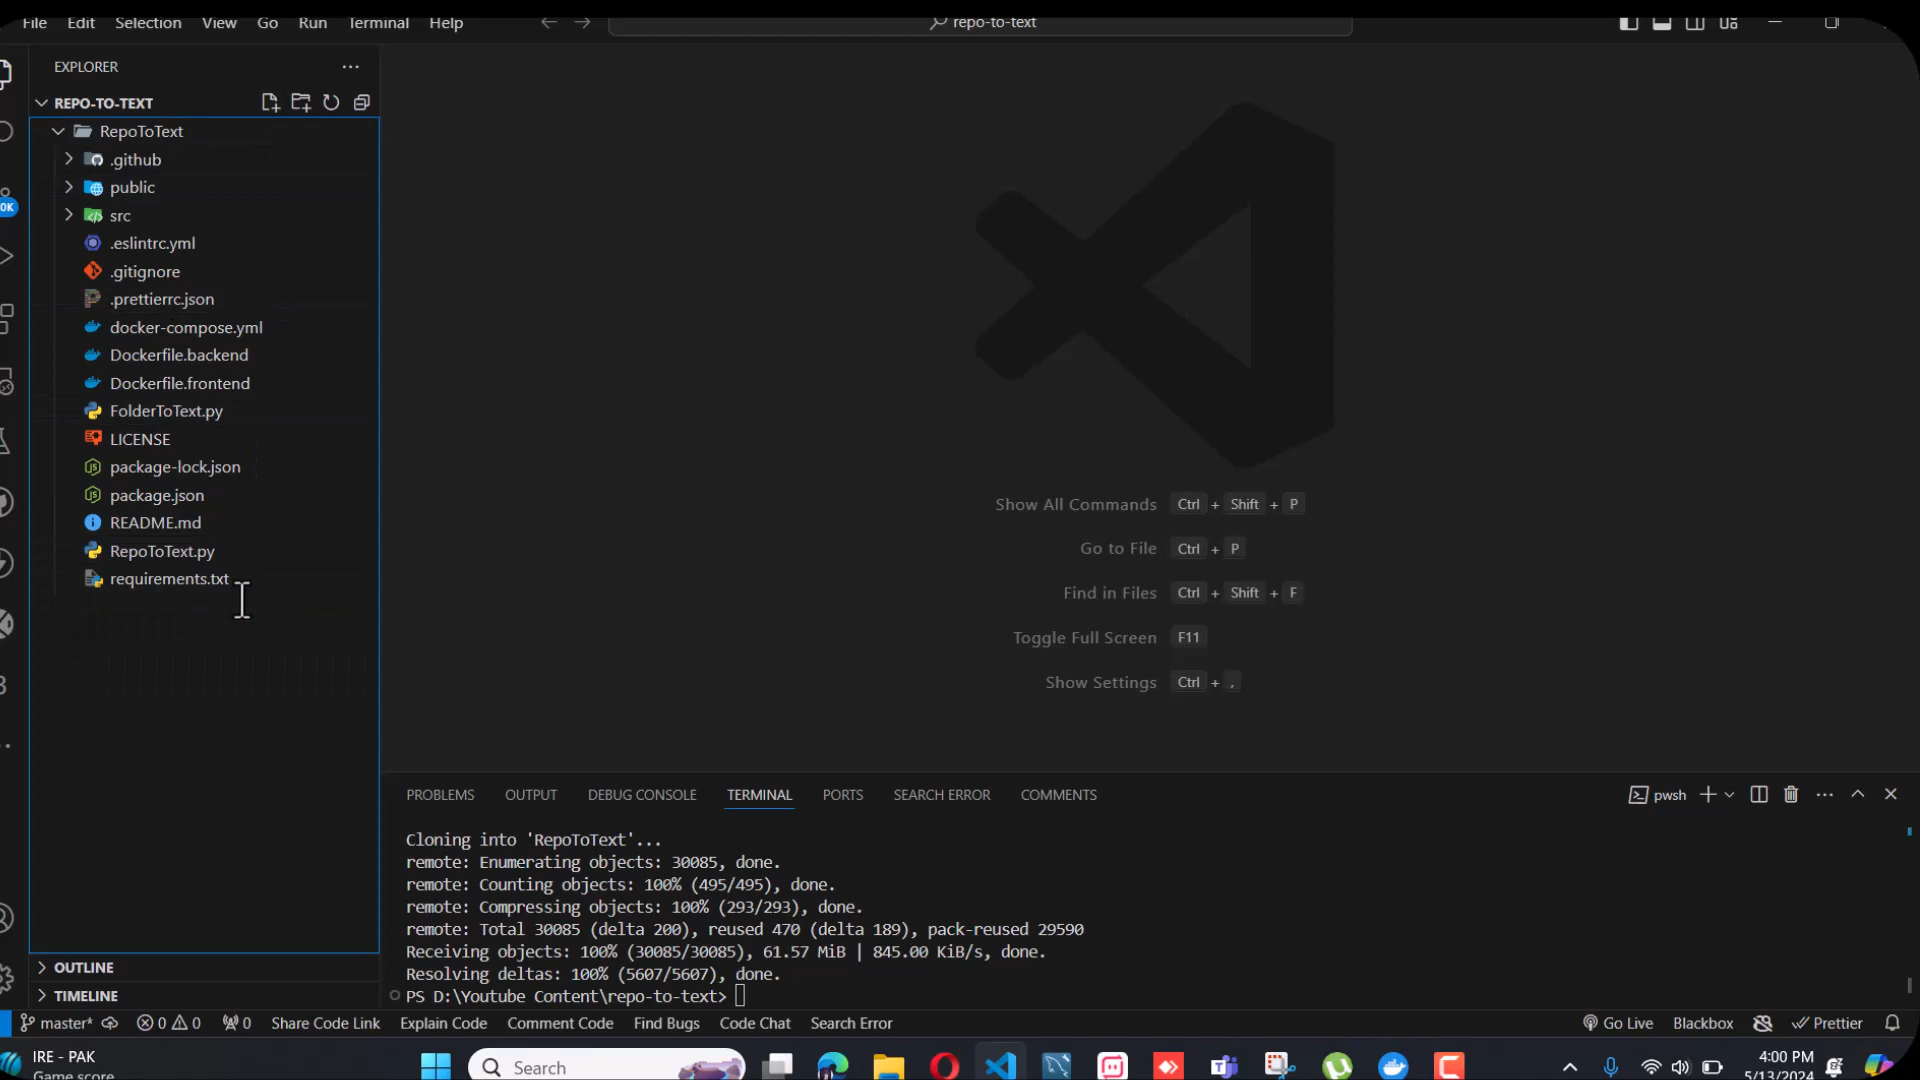 File Edit Selection View Go Run Terminal Help
repo-to-text
EXPLORER
REPO-TO-TEXT
RepoToText
.github
public
src
.eslintrc.yml
.gitignore
.prettierrc.json
docker-compose.yml
Dockerfile.backend
Dockerfile.frontend
FolderToText.py
LICENSE
package-lock.json
package.json
README.md
RepoToText.py
requirements.txt
OUTLINE
TIMELINE
Show All Commands Ctrl + Shift + P
Go to File Ctrl + P
Find in Files Ctrl + Shift + F
Toggle Full Screen F11
Show Settings Ctrl + ,
PROBLEMS OUTPUT DEBUG CONSOLE TERMINAL PORTS SEARCH ERROR COMMENTS
pwsh
Cloning into 'RepoToText'...
remote: Enumerating objects: 30085, done.
remote: Counting objects: 100% (495/495), done.
remote: Compressing objects: 100% (293/293), done.
remote: Total 30085 (delta 200), reused 470 (delta 189), pack-reused 29590
Receiving objects: 100% (30085/30085), 61.57 MiB | 845.00 KiB/s, done.
Resolving deltas: 100% (5607/5607), done.
PS D:\Youtube Content\repo-to-text>
master* 0 0 0 Share Code Link Explain Code Comment Code Find Bugs Code Chat Search Error Go Live Blackbox Prettier
IRE - PAK
Game score
Search
4:00 PM
5/13/2024